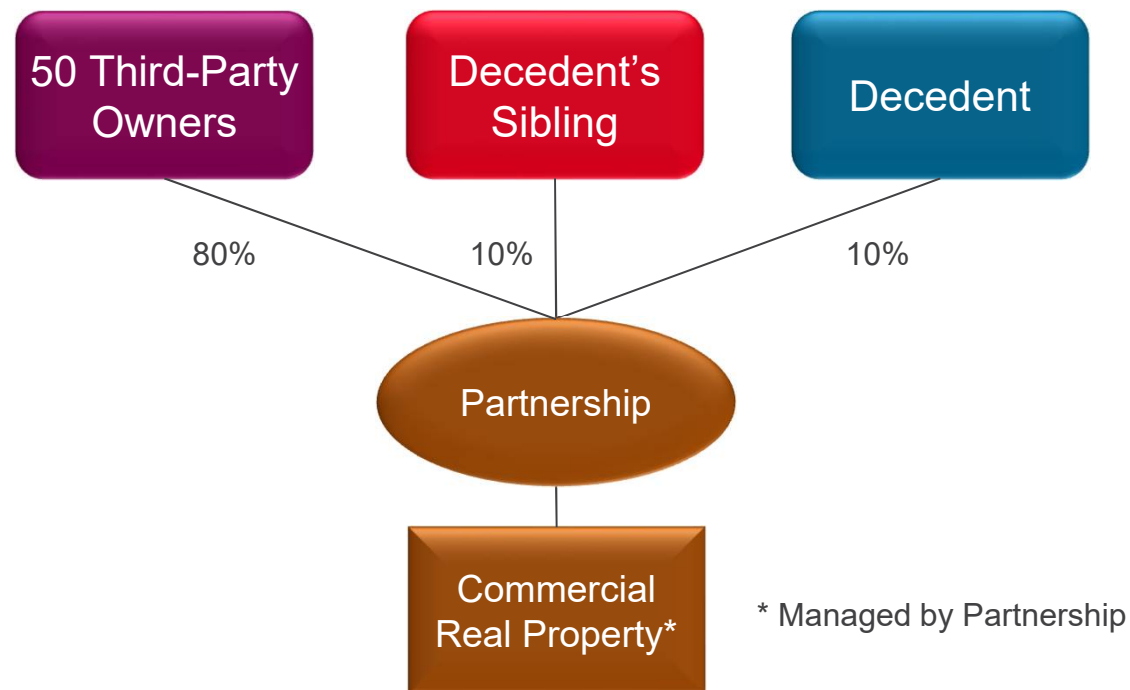 50 Third-Party
Owners
Decedent’s
Sibling
Decedent
80%
10%
10%
Partnership
Commercial
Real Property*
* Managed by Partnership